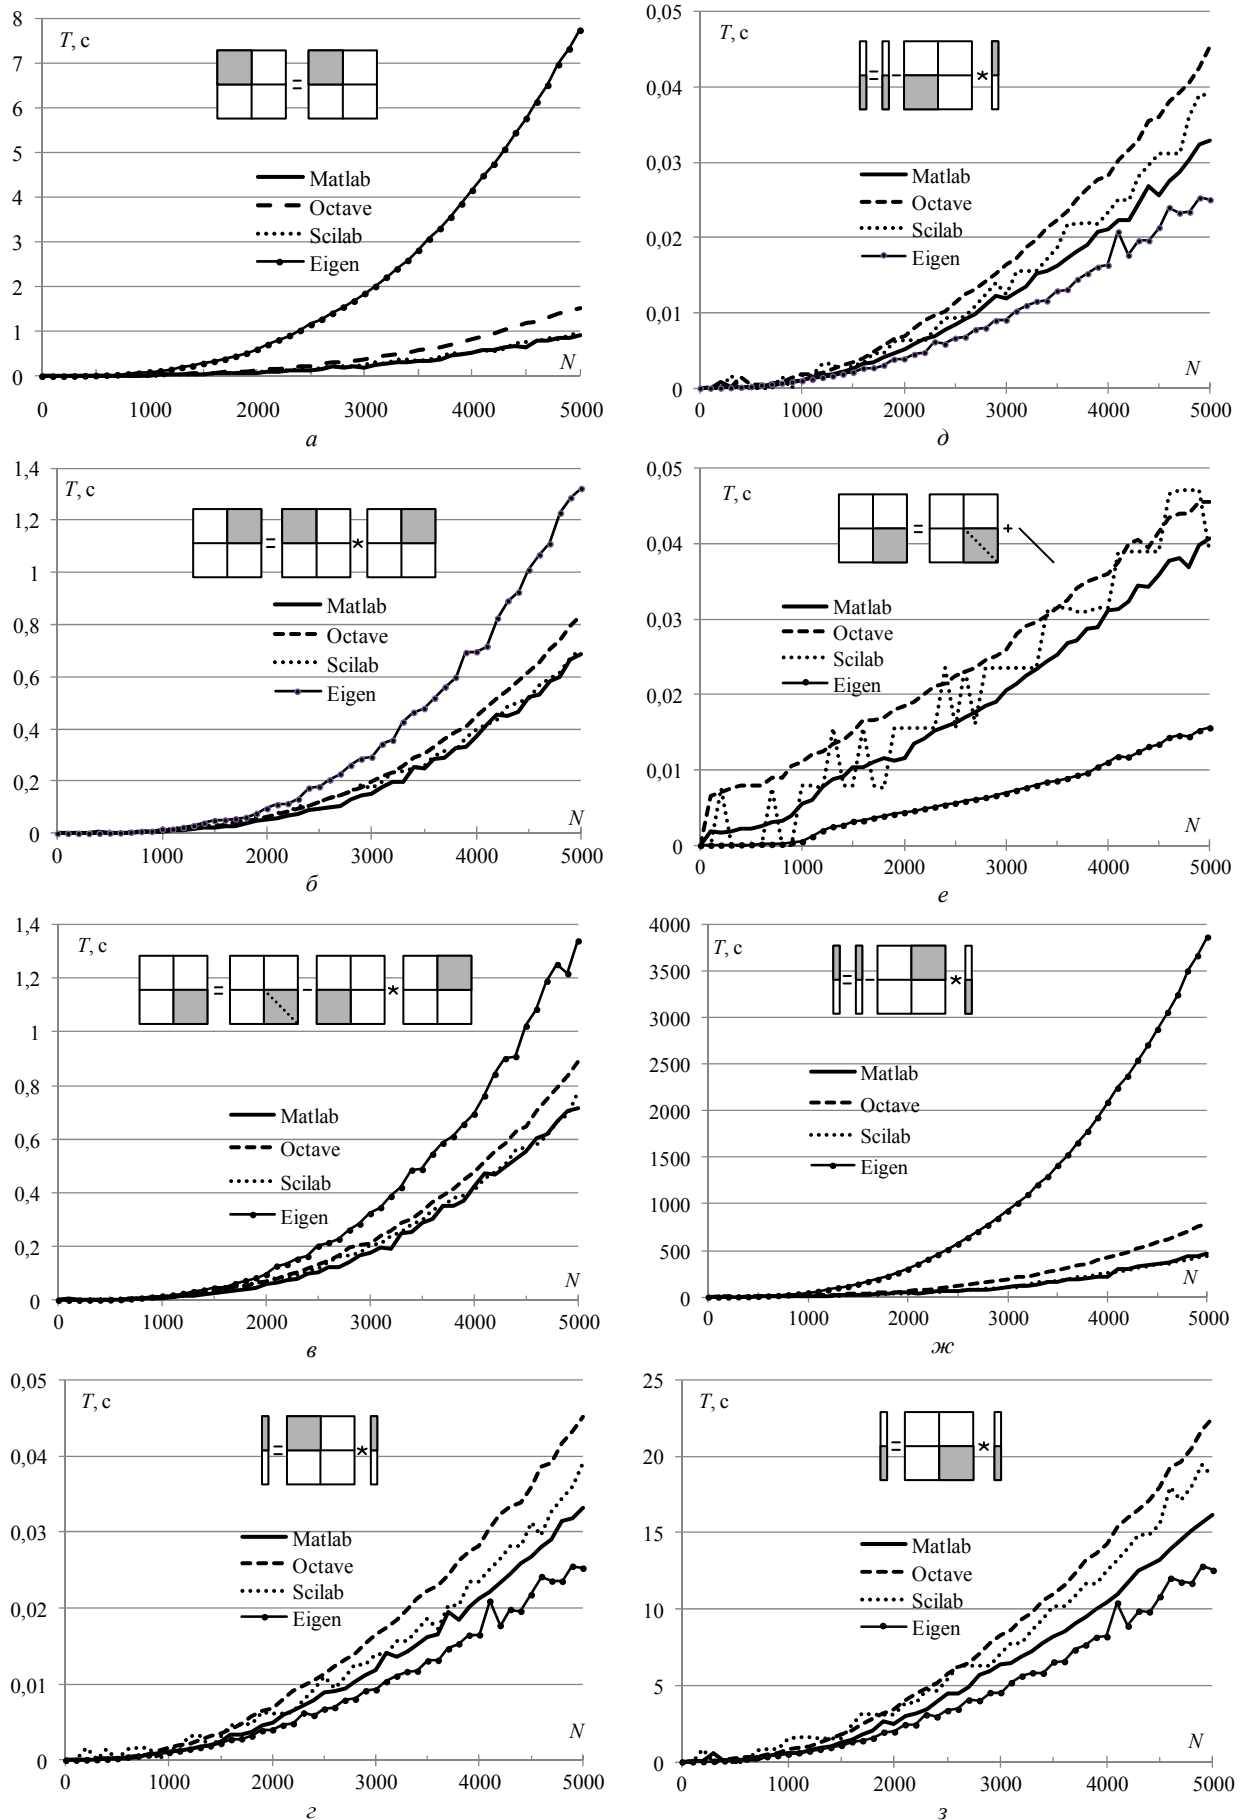 T, с
8
7
6
5
4
3
2
1
0
=
Matlab
Octave
Scilab
Eigen
N
0 1000 2000 3000 4000 5000
а
T, с
0,05
0,04
0,03
0,02
0,01
0
= - *
Matlab
Octave
Scilab
Eigen
N
0 1000 2000 3000 4000 5000
д
T, с
1,4
1,2
1
0,8
0,6
0,4
0,2
0
= *
Matlab
Octave
Scilab
Eigen
N
0 1000 2000 3000 4000 5000
б
T, с
0,05
0,04
0,03
0,02
0,01
0
= +
Matlab
Octave
Scilab
Eigen
N
0 1000 2000 3000 4000 5000
е
T, с
1,4
1,2
1
0,8
0,6
0,4
0,2
0
= - *
Matlab
Octave
Scilab
Eigen
N
0 1000 2000 3000 4000 5000
в
T, с
4000
3500
3000
2500
2000
1500
1000
500
0
= - *
Matlab
Octave
Scilab
Eigen
N
0 1000 2000 3000 4000 5000
ж
T, с
0,05
0,04
0,03
0,02
0,01
0
= *
Matlab
Octave
Scilab
Eigen
N
0 1000 2000 3000 4000 5000
г
T, с
25
20
15
10
5
0
= *
Matlab
Octave
Scilab
Eigen
N
0 1000 2000 3000 4000 5000
з